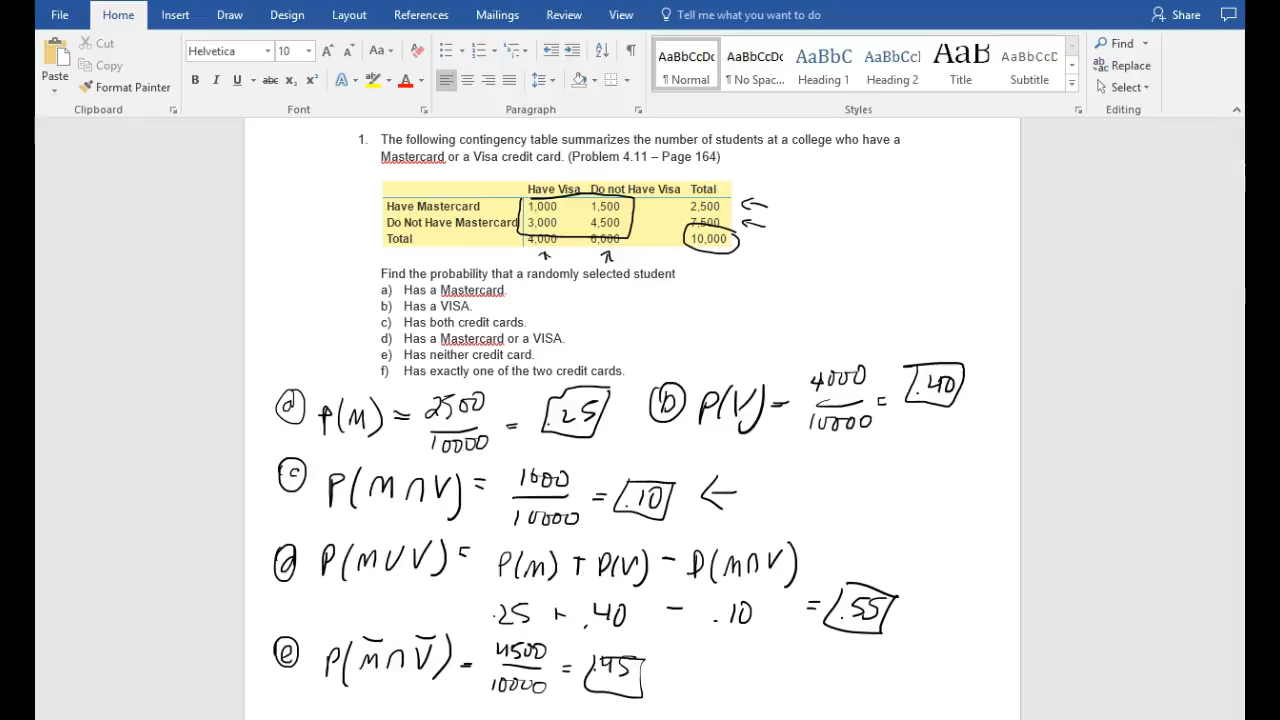 File Home Insert Draw Design Layout References Mailings Review View Tell me what you want to do Share
Cut
Copy
Format Painter
Paste
Helvetica 10 Aa
B I U abc x₂ x² A ab A
AaBbCcDc AaBbCcDc AaBbC AaBbCcI AaB AaBbCcD
¶ Normal ¶ No Spac... Heading 1 Heading 2 Title Subtitle
Find
Replace
Select
Clipboard Font Paragraph Styles Editing
1. The following contingency table summarizes the number of students at a college who have a
Mastercard or a Visa credit card. (Problem 4.11 – Page 164)
Have Visa Do not Have Visa Total
Have Mastercard 1,000 1,500 2,500 ←
Do Not Have Mastercard 3,000 4,500 7,500 ←
Total 4,000 6,000 10,000
↑ ↑
Find the probability that a randomly selected student
a) Has a Mastercard.
b) Has a VISA.
c) Has both credit cards.
d) Has a Mastercard or a VISA.
e) Has neither credit card.
f) Has exactly one of the two credit cards.
a P(M) = 2500/10000 = .25
b P(V) = 4000/10000 = .40
c P(M ∩ V) = 1000/10000 = .10 ←
d P(M ∪ V) = P(M) + P(V) - P(M ∩ V)
.25 + .40 - .10 = .55
e P(M̄ ∩ V̄) = 4500/10000 = .45